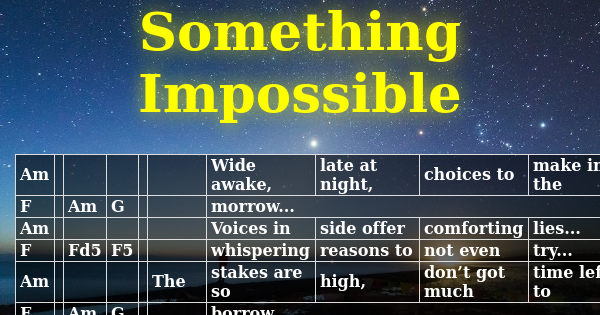 Something
Impossible
Am Wide awake, late at night, choices to make in the
F Am G morrow...
Am Voices in side offer comforting lies...
F Fd5 F5 whispering reasons to not even try...
Am The stakes are so high, don’t got much time lef to
F Am G borrow